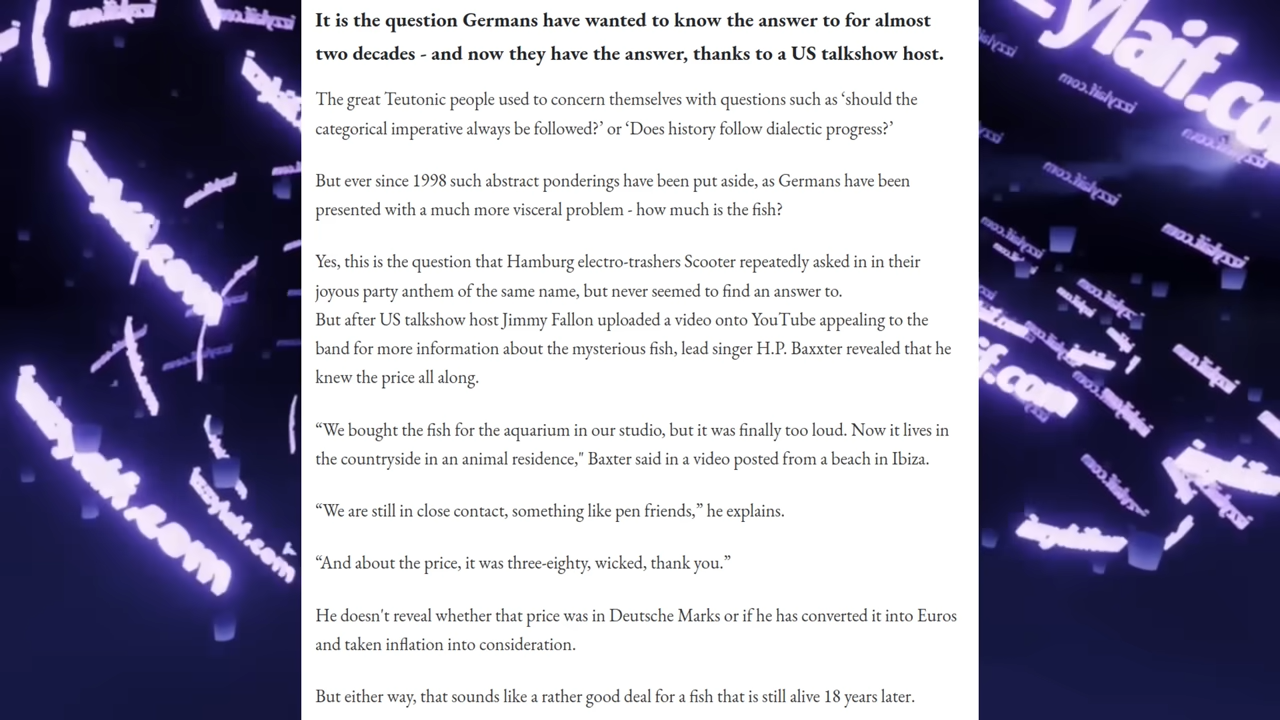 It is the question Germans have wanted to know the answer to for almost
two decades - and now they have the answer, thanks to a US talkshow host.
The great Teutonic people used to concern themselves with questions such as ‘should the
categorical imperative always be followed?’ or ‘Does history follow dialectic progress?’
But ever since 1998 such abstract ponderings have been put aside, as Germans have been
presented with a much more visceral problem - how much is the fish?
Yes, this is the question that Hamburg electro-trashers Scooter repeatedly asked in in their
joyous party anthem of the same name, but never seemed to find an answer to.
But after US talkshow host Jimmy Fallon uploaded a video onto YouTube appealing to the
band for more information about the mysterious fish, lead singer H.P. Baxxter revealed that he
knew the price all along.
“We bought the fish for the aquarium in our studio, but it was finally too loud. Now it lives in
the countryside in an animal residence," Baxter said in a video posted from a beach in Ibiza.
“We are still in close contact, something like pen friends,” he explains.
“And about the price, it was three-eighty, wicked, thank you.”
He doesn't reveal whether that price was in Deutsche Marks or if he has converted it into Euros
and taken inflation into consideration.
But either way, that sounds like a rather good deal for a fish that is still alive 18 years later.